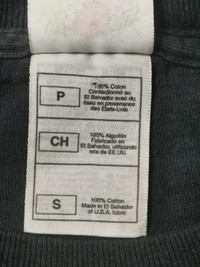 P
100% Coton
Confectionné au
El Salvador avec du
tissu en provenance
des États-Unis
CH
100% Algodón
Fabricado en
El Salvador, utilizando
tela de EE.UU.
S
100% Cotton
Made in El Salvador
of U.S.A. fabric